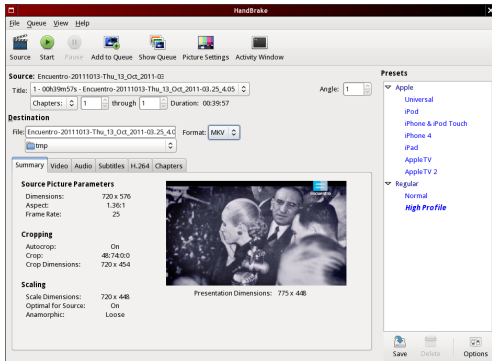 HandBrake
File Queue View Help
Source Start Pause Add to Queue Show Queue Picture Settings Activity Window
Source: Encuentro-20111013-Thu_13_Oct_2011-03
Title: 1 - 00h39m57s - Encuentro-20111013-Thu_13_Oct_2011-03.25_4.05 Angle: 1
Chapters: 1 through 1 Duration: 00:39:57
Destination
File: Encuentro-20111013-Thu_13_Oct_2011-03.25_4.0 Format: MKV
tmp
Summary Video Audio Subtitles H.264 Chapters
Source Picture Parameters
Dimensions: 720 x 576
Aspect: 1.36:1
Frame Rate: 25
Cropping
Autocrop: On
Crop: 48:74:0:0
Crop Dimensions: 720 x 454
Scaling
Scale Dimensions: 720 x 448
Optimal for Source: On
Anamorphic: Loose
encuentro
Presentation Dimensions: 775 x 448
Presets
Apple
Universal
iPod
iPhone & iPod Touch
iPhone 4
iPad
AppleTV
AppleTV 2
Regular
Normal
High Profile
Save Delete Options